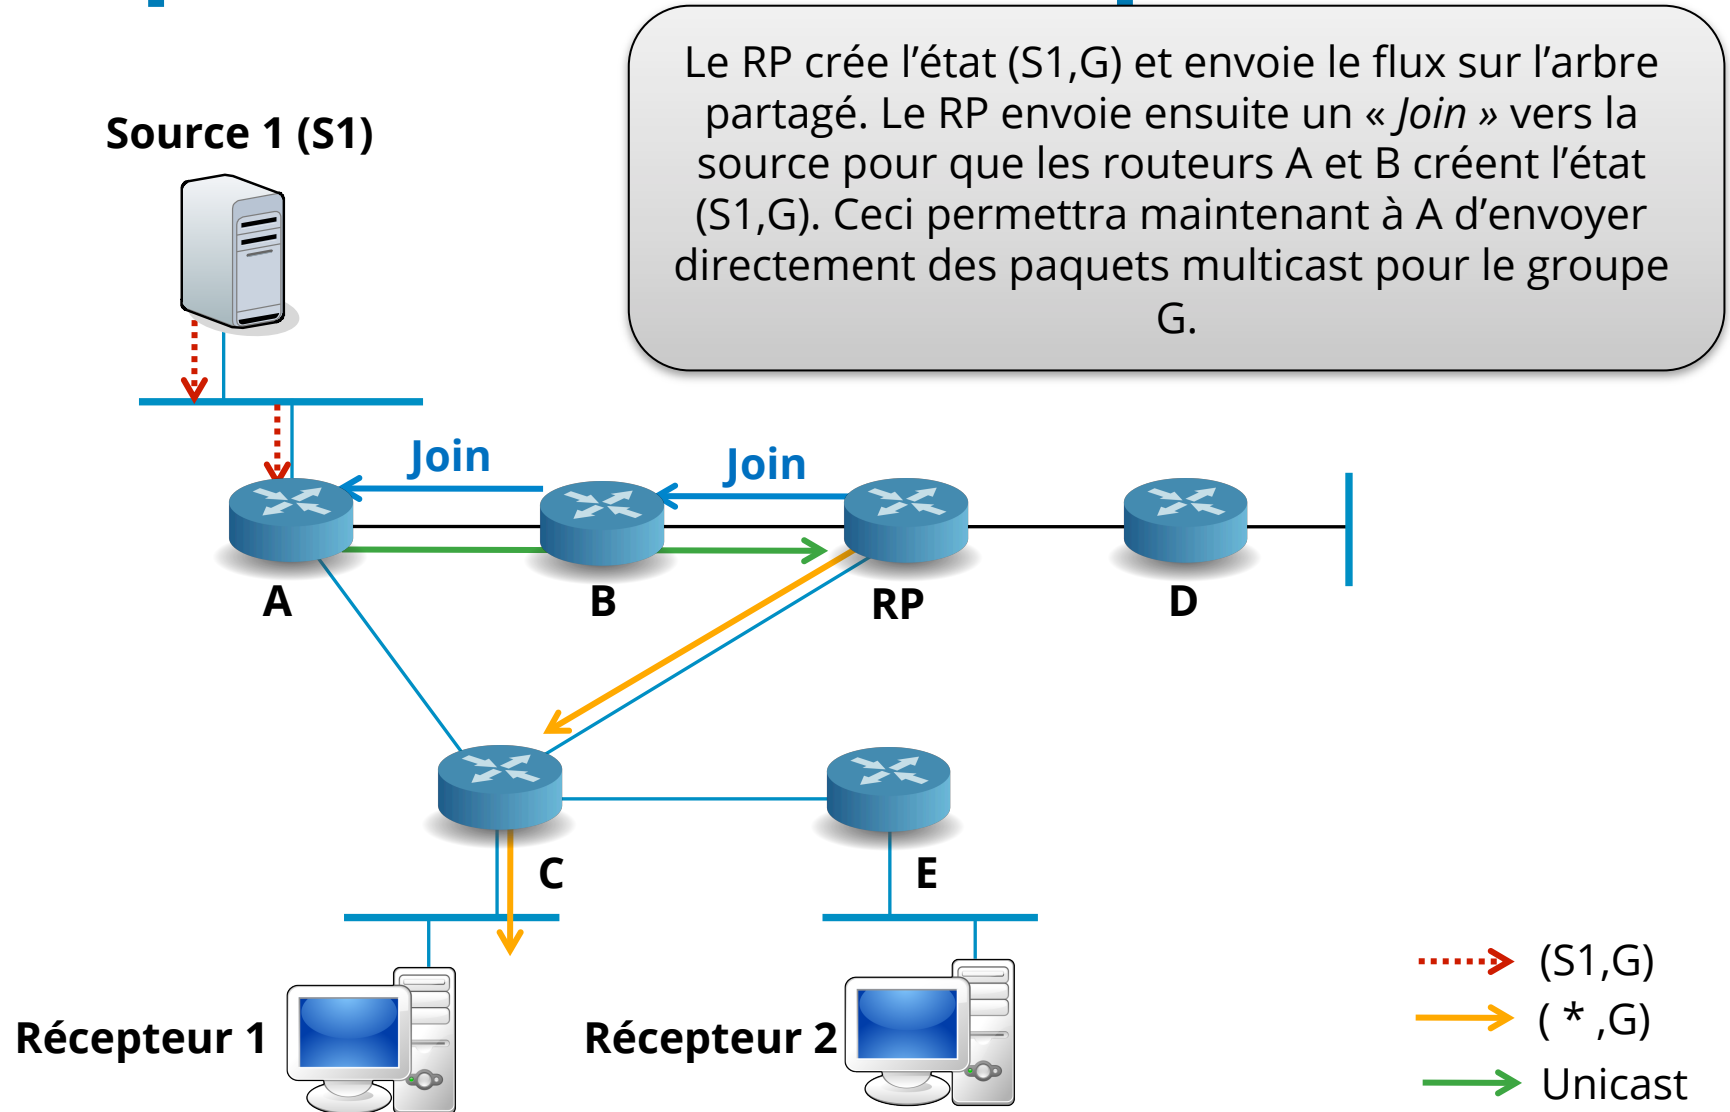 Le RP crée l’état (S1,G) et envoie le flux sur l’arbre
partagé. Le RP envoie ensuite un « Join » vers la
source pour que les routeurs A et B créent l’état
(S1,G). Ceci permettra maintenant à A d’envoyer
directement des paquets multicast pour le groupe
G.
Source 1 (S1)
Join
Join
A
B
RP
D
C
E
Récepteur 1
Récepteur 2
(S1,G)
( * ,G)
Unicast